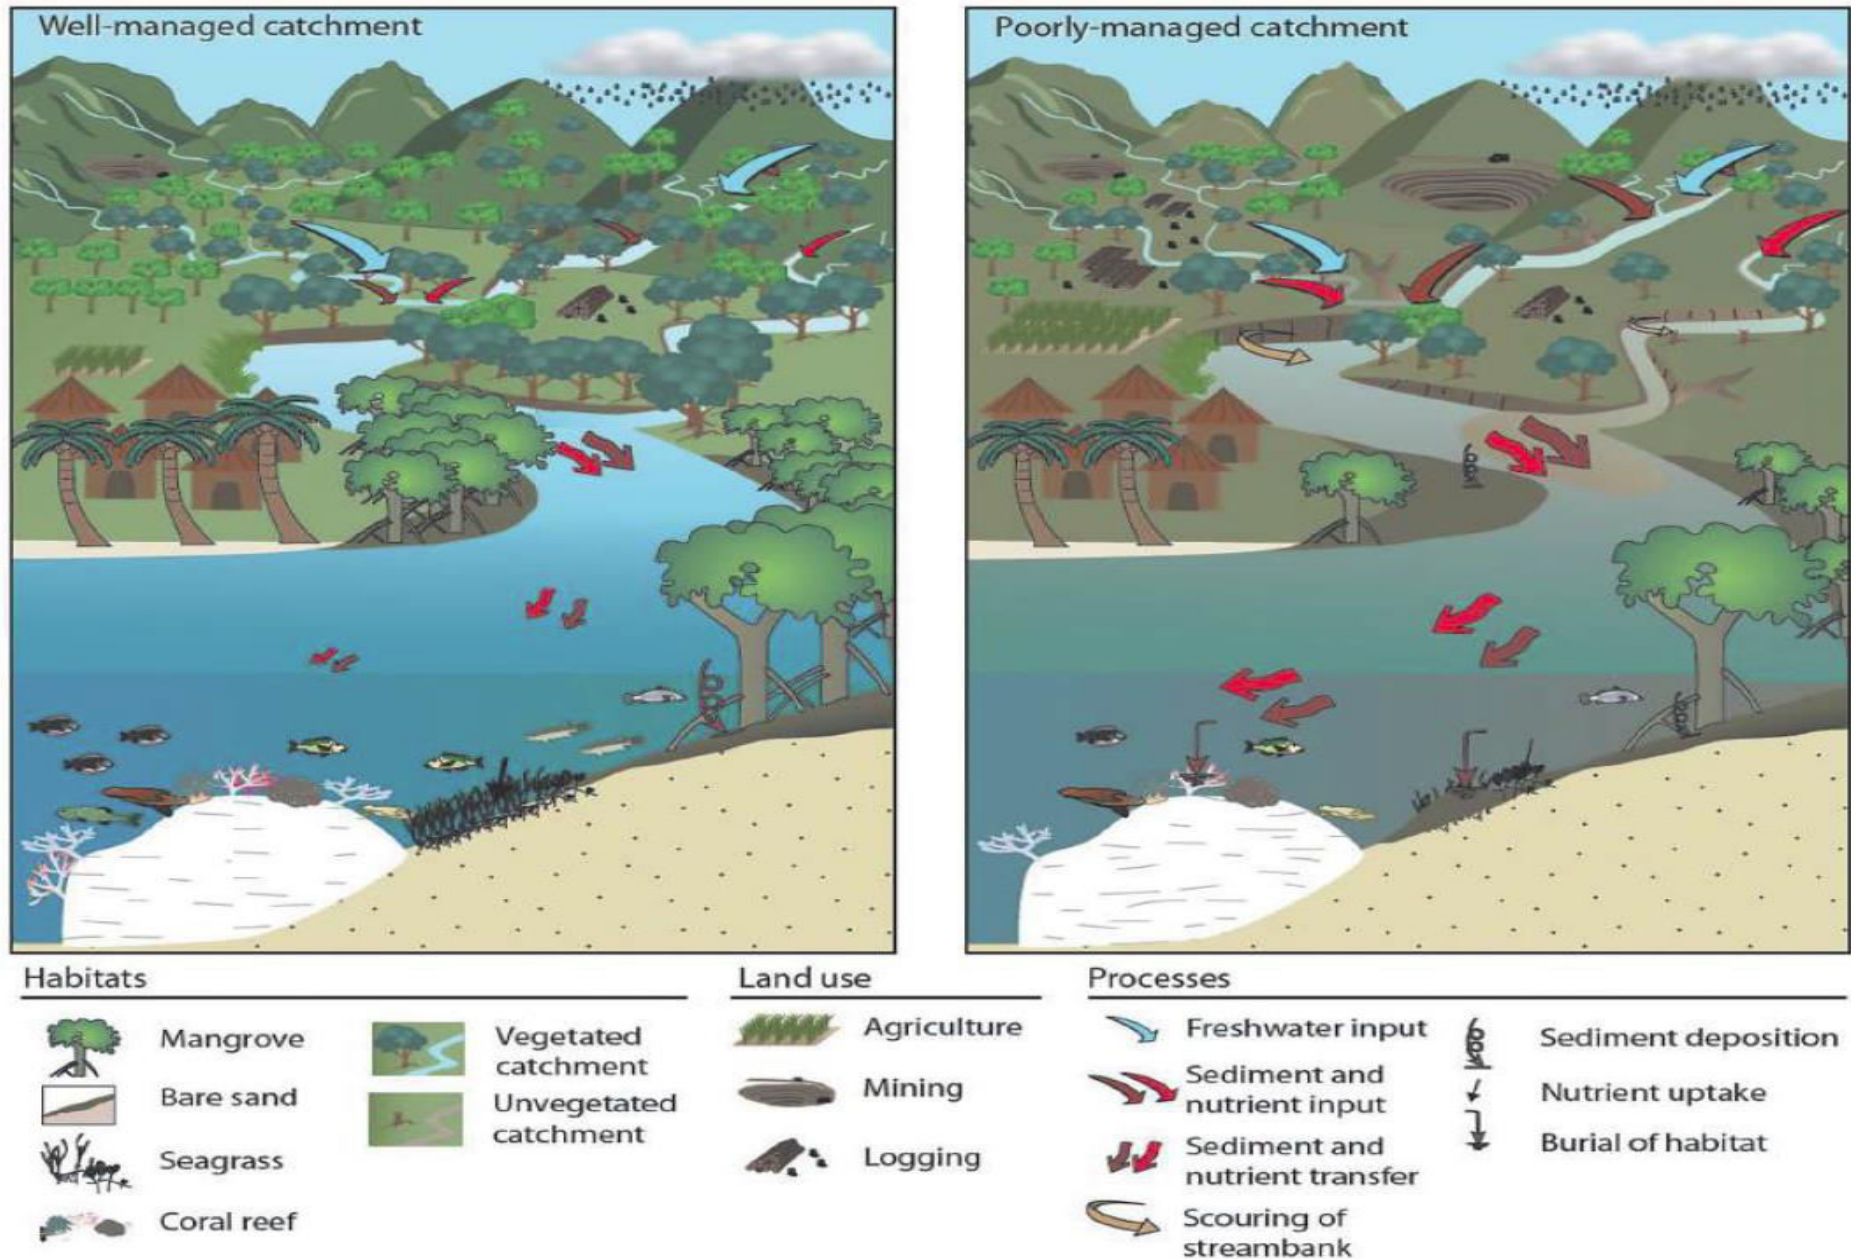 Well-managed catchment
Poorly-managed catchment
Habitats
Mangrove
Bare sand
Seagrass
Coral reef
Vegetated
catchment
Unvegetated
catchment
Land use
Agriculture
Mining
Logging
Processes
Freshwater input
Sediment and
nutrient input
Sediment and
nutrient transfer
Scouring of
streambank
Sediment deposition
Nutrient uptake
Burial of habitat